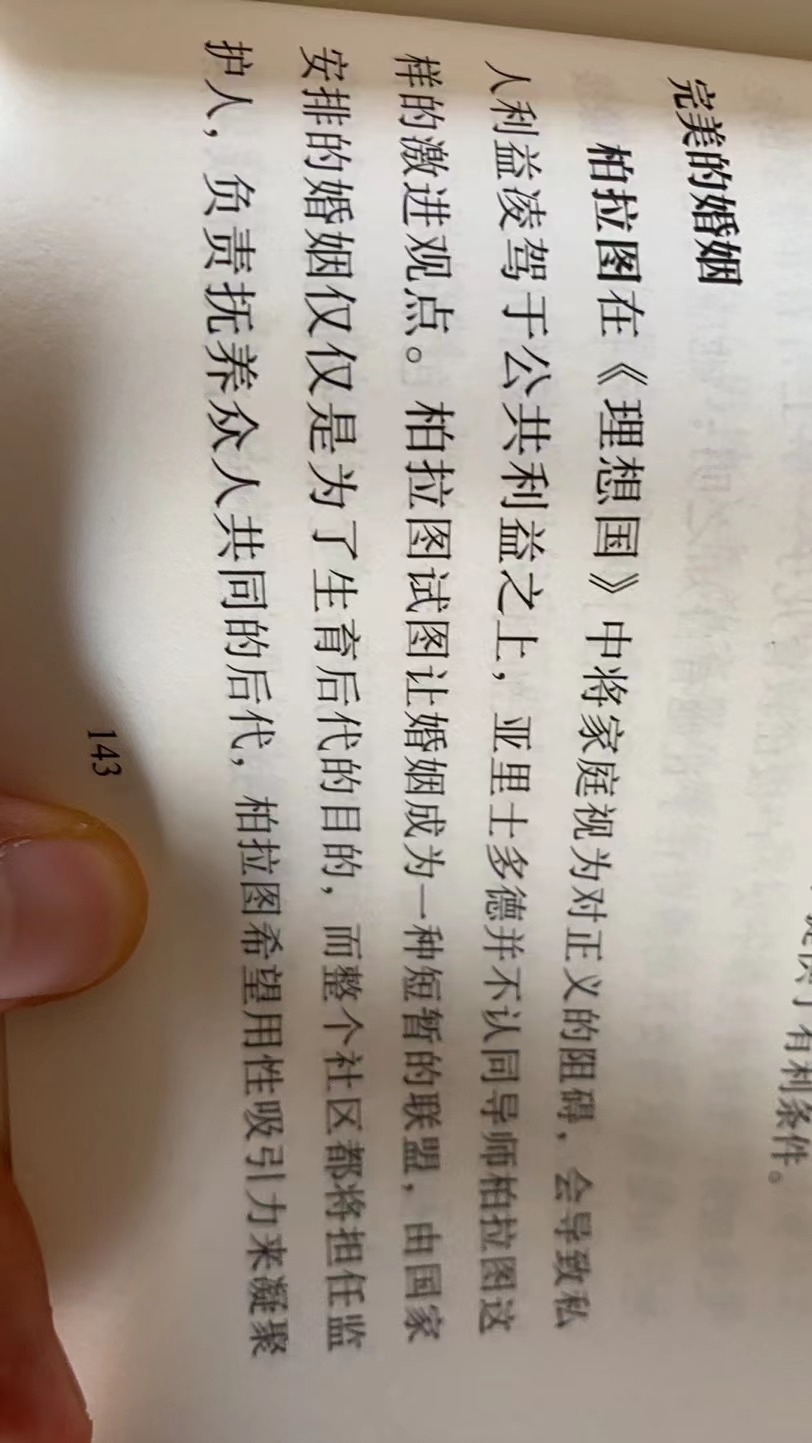 有利条件。
完美的婚姻
柏拉图在《理想国》中将家庭视为对正义的阻碍，会导致私
人利益凌驾于公共利益之上，亚里士多德并不认同导师柏拉图这
样的激进观点。柏拉图试图让婚姻成为一种短暂的联盟，由国家
安排的婚姻仅仅是为了生育后代的目的，而整个社区都将担任监
护人，负责抚养众人共同的后代，柏拉图希望用性吸引力来凝聚
143